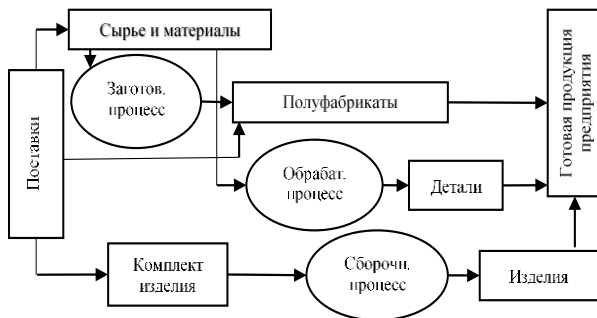 Сырье и материалы
Заготов.
процесс
Полуфабрикаты
Поставки
Готовая продукция
предприятия
Обрабат.
процесс
Детали
Комплект
изделия
Сборочн.
процесс
Изделия